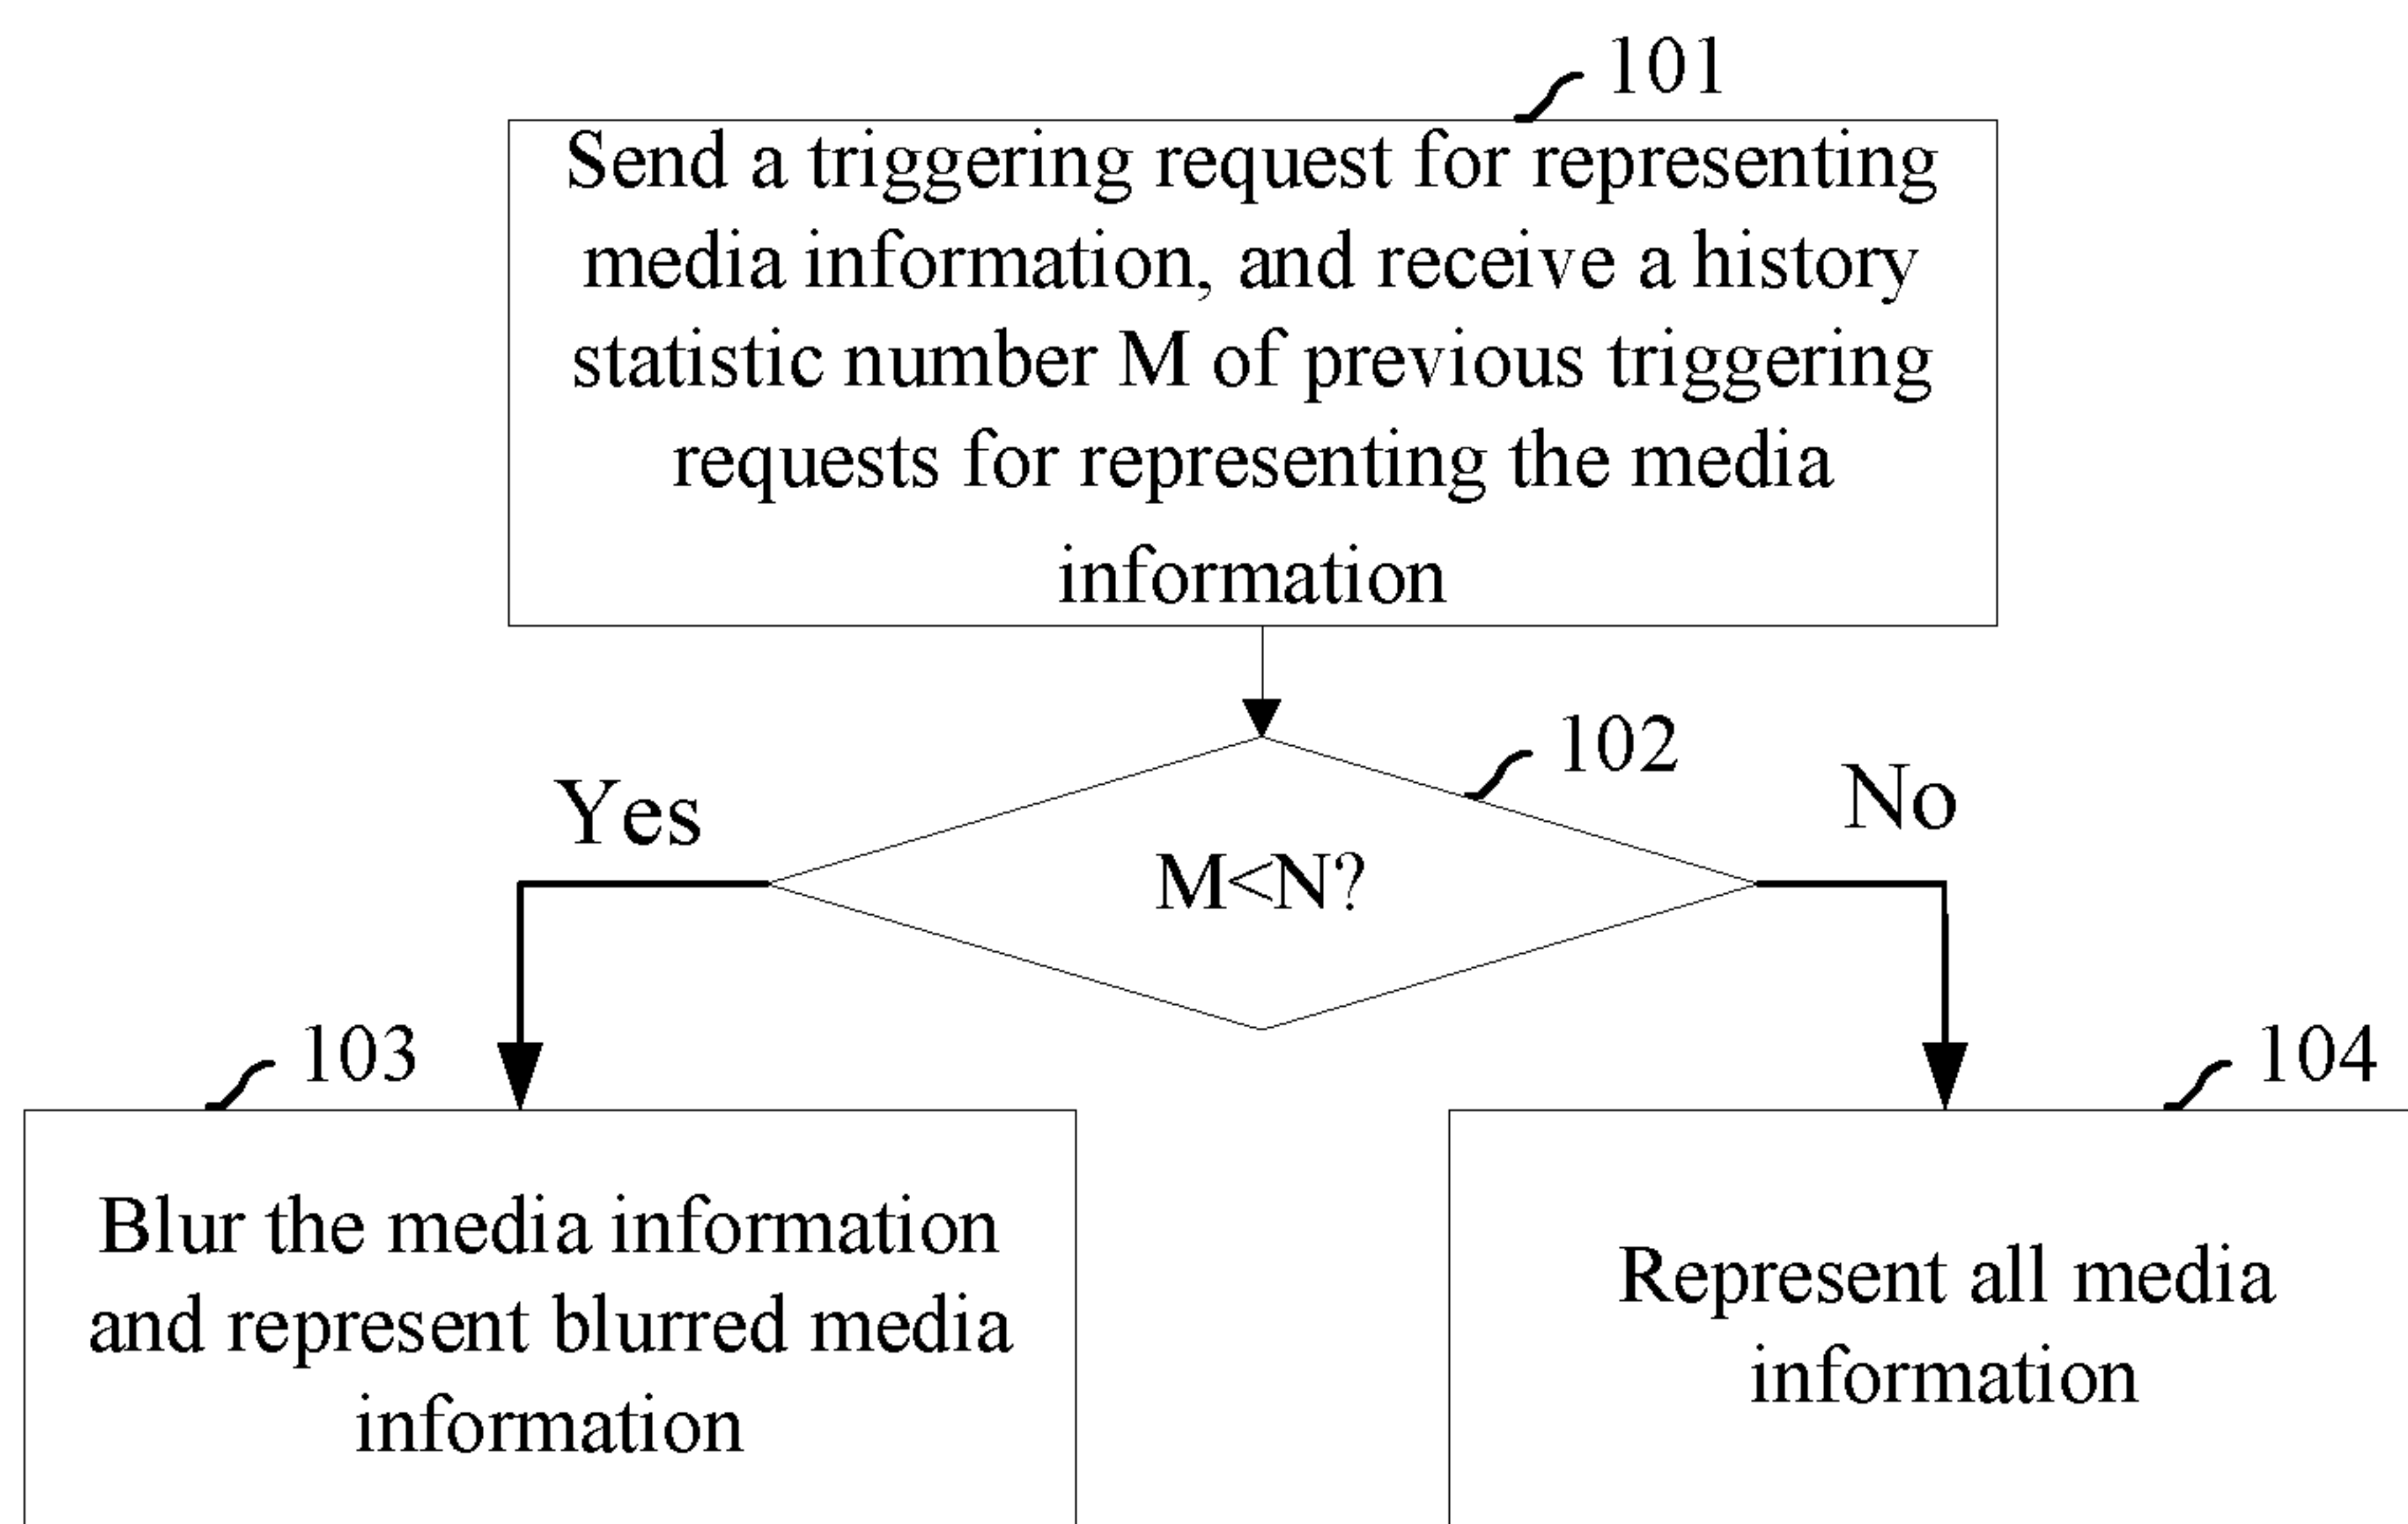 101
Send a triggering request for representing
media information, and receive a history
statistic number M of previous triggering
requests for representing the media
information
102
Yes
No
M<N?
103
104
Blur the media information
and represent blurred media
information
Represent all media
information